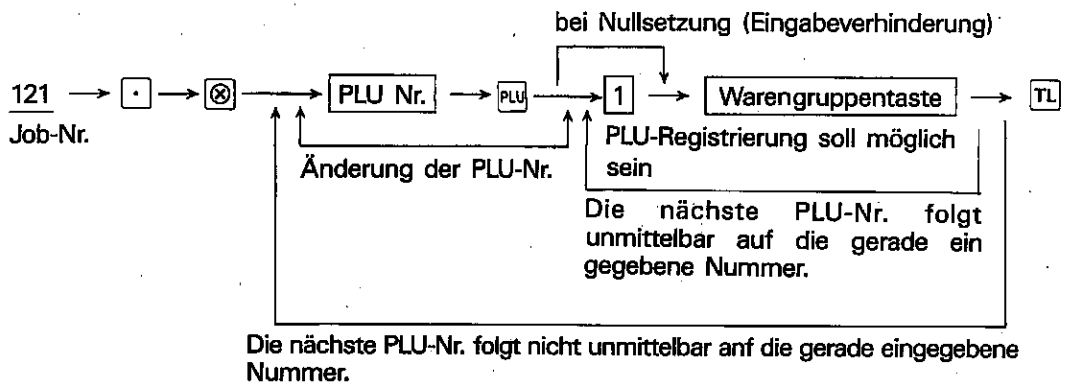 bei Nullsetzung (Eingabeverhinderung)
121 → · → ⊗ → PLU Nr. → PLU → 1 → Warengruppentaste → TL
Job-Nr.
PLU-Registrierung soll möglich
sein
Änderung der PLU-Nr.
Die nächste PLU-Nr. folgt
unmittelbar auf die gerade ein
gegebene Nummer.
Die nächste PLU-Nr. folgt nicht unmittelbar anf die gerade eingegebene
Nummer.